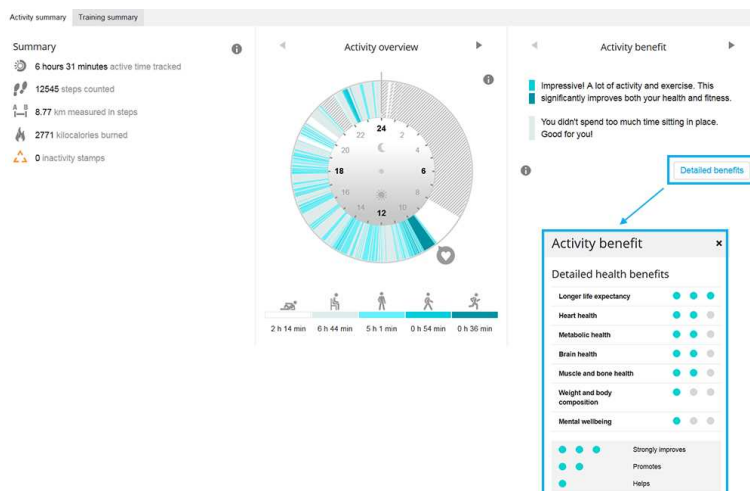 Activity summary
Training summary
Summary
6 hours 31 minutes active time tracked
12545 steps counted
A B
8.77 km measured in steps
2771 kilocalories burned
0 inactivity stamps
Activity overview
24
2
4
6
8
10
12
14
16
18
20
22
2 h 14 min
6 h 44 min
5 h 1 min
0 h 54 min
0 h 36 min
Activity benefit
Impressive! A lot of activity and exercise. This
significantly improves both your health and fitness.
You didn't spend too much time sitting in place.
Good for you!
Detailed benefits
Activity benefit
×
Detailed health benefits
Longer life expectancy
Heart health
Metabolic health
Brain health
Muscle and bone health
Weight and body
composition
Mental wellbeing
Strongly improves
Promotes
Helps